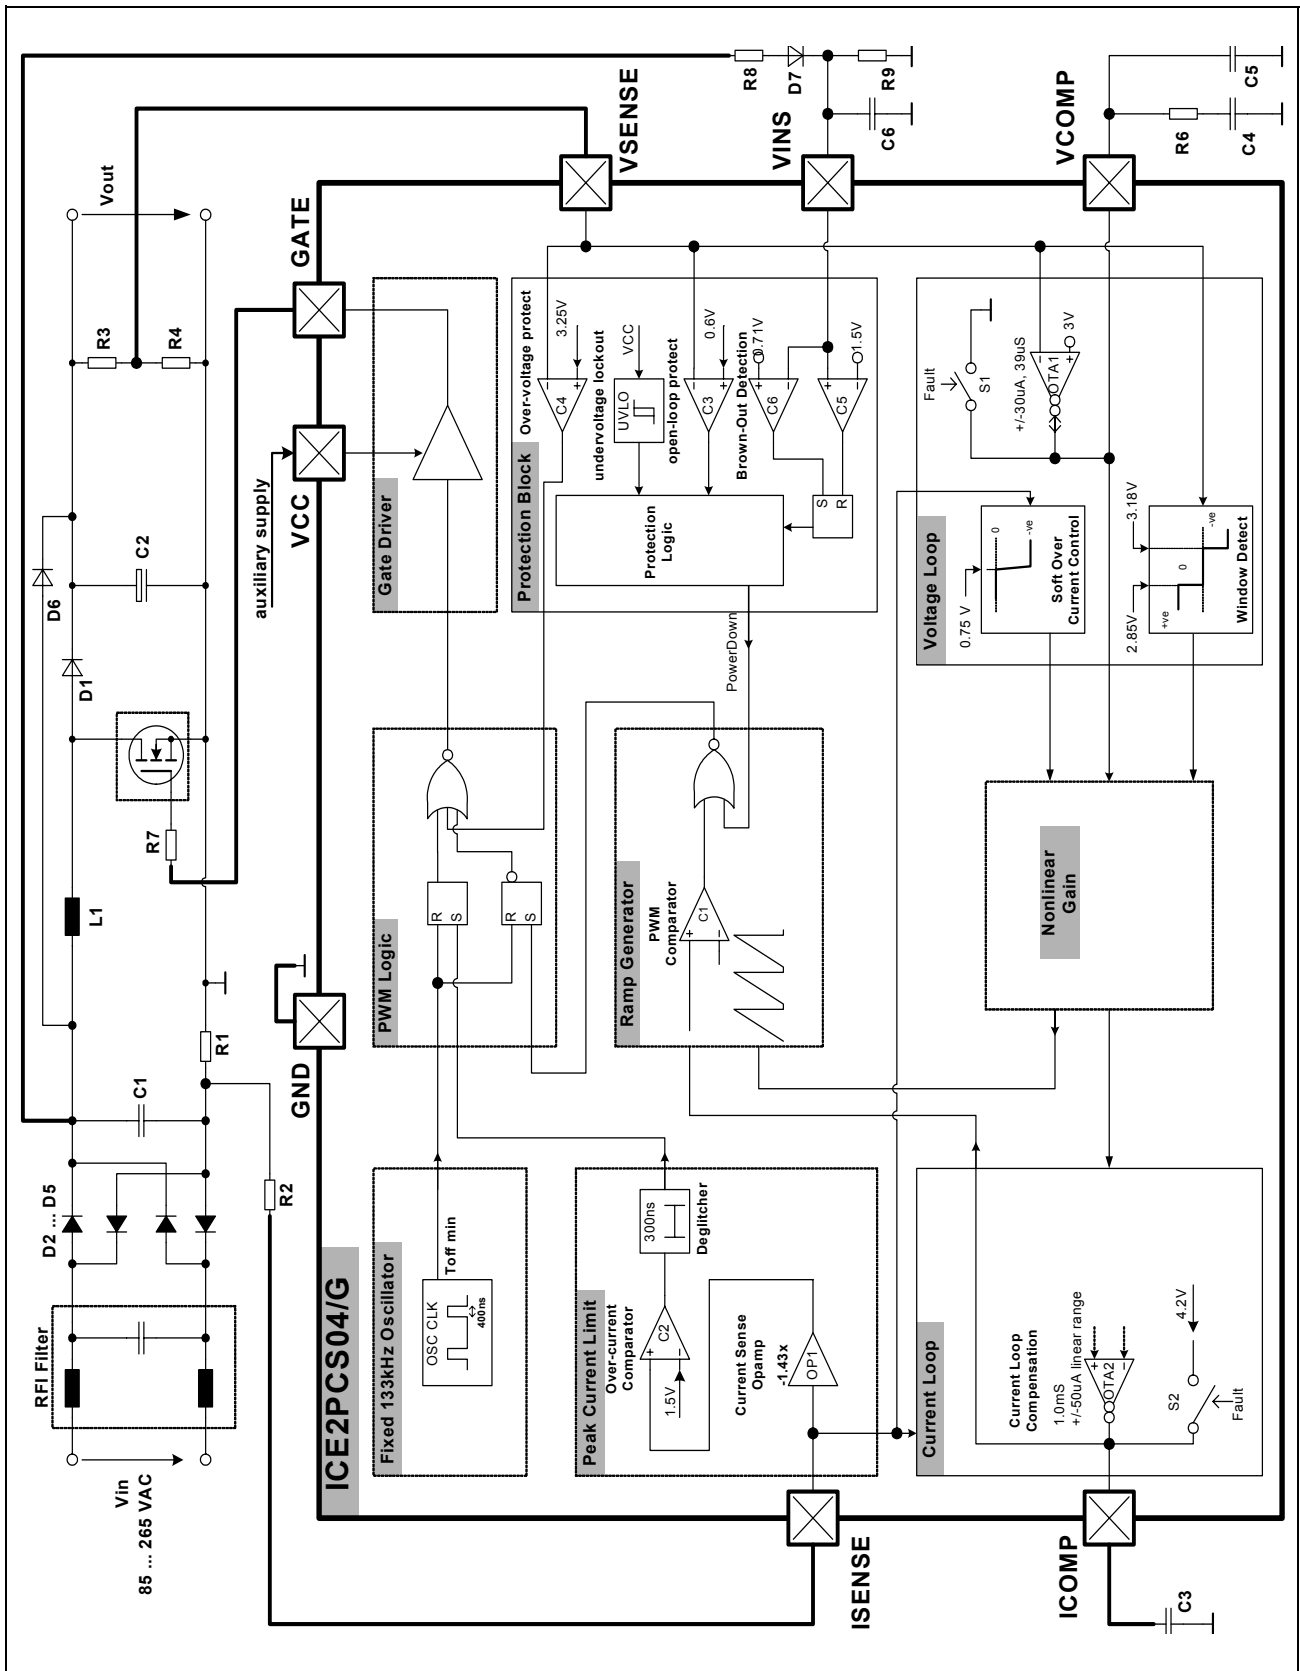 RFI Filter
Vin
85 ... 265 VAC
D2 ... D5
C1
R1
R2
L1
R7
D1
D6
C2
R3
R4
Vout
auxiliary supply
GND
VCC
GATE
ICE2PCS04/G
Fixed 133kHz Oscillator
OSC CLK
400ns
Toff min
PWM Logic
R
S
R
S
Gate Driver
Peak Current Limit
Over-current
Comparator
1.5V
+
−
C2
300ns
Deglitcher
Current Sense
Opamp
-1.43x
OP1
Ramp Generator
PWM
Comparator
+
−
C1
PowerDown
Protection Block
Over-voltage protect
3.25V
−
+
C4
undervoltage lockout
VCC
UVLO
open-loop protect
0.6V
−
+
C3
Brown-Out Detection
0.71V
+
−
C6
1.5V
+
−
C5
S
R
Protection
Logic
Current Loop
Current Loop
Compensation
1.0mS
+/-50uA linear range
+
−
OTA2
4.2V
S2
Fault
Nonlinear
Gain
Voltage Loop
0.75 V
0
-ve
Soft Over
Current Control
2.85V
3.18V
+ve
0
-ve
Window Detect
Fault
S1
+/-30uA, 39uS
−
+
OTA1
3V
ISENSE
ICOMP
C3
VSENSE
VINS
VCOMP
R8
D7
R9
C6
R6
C4
C5